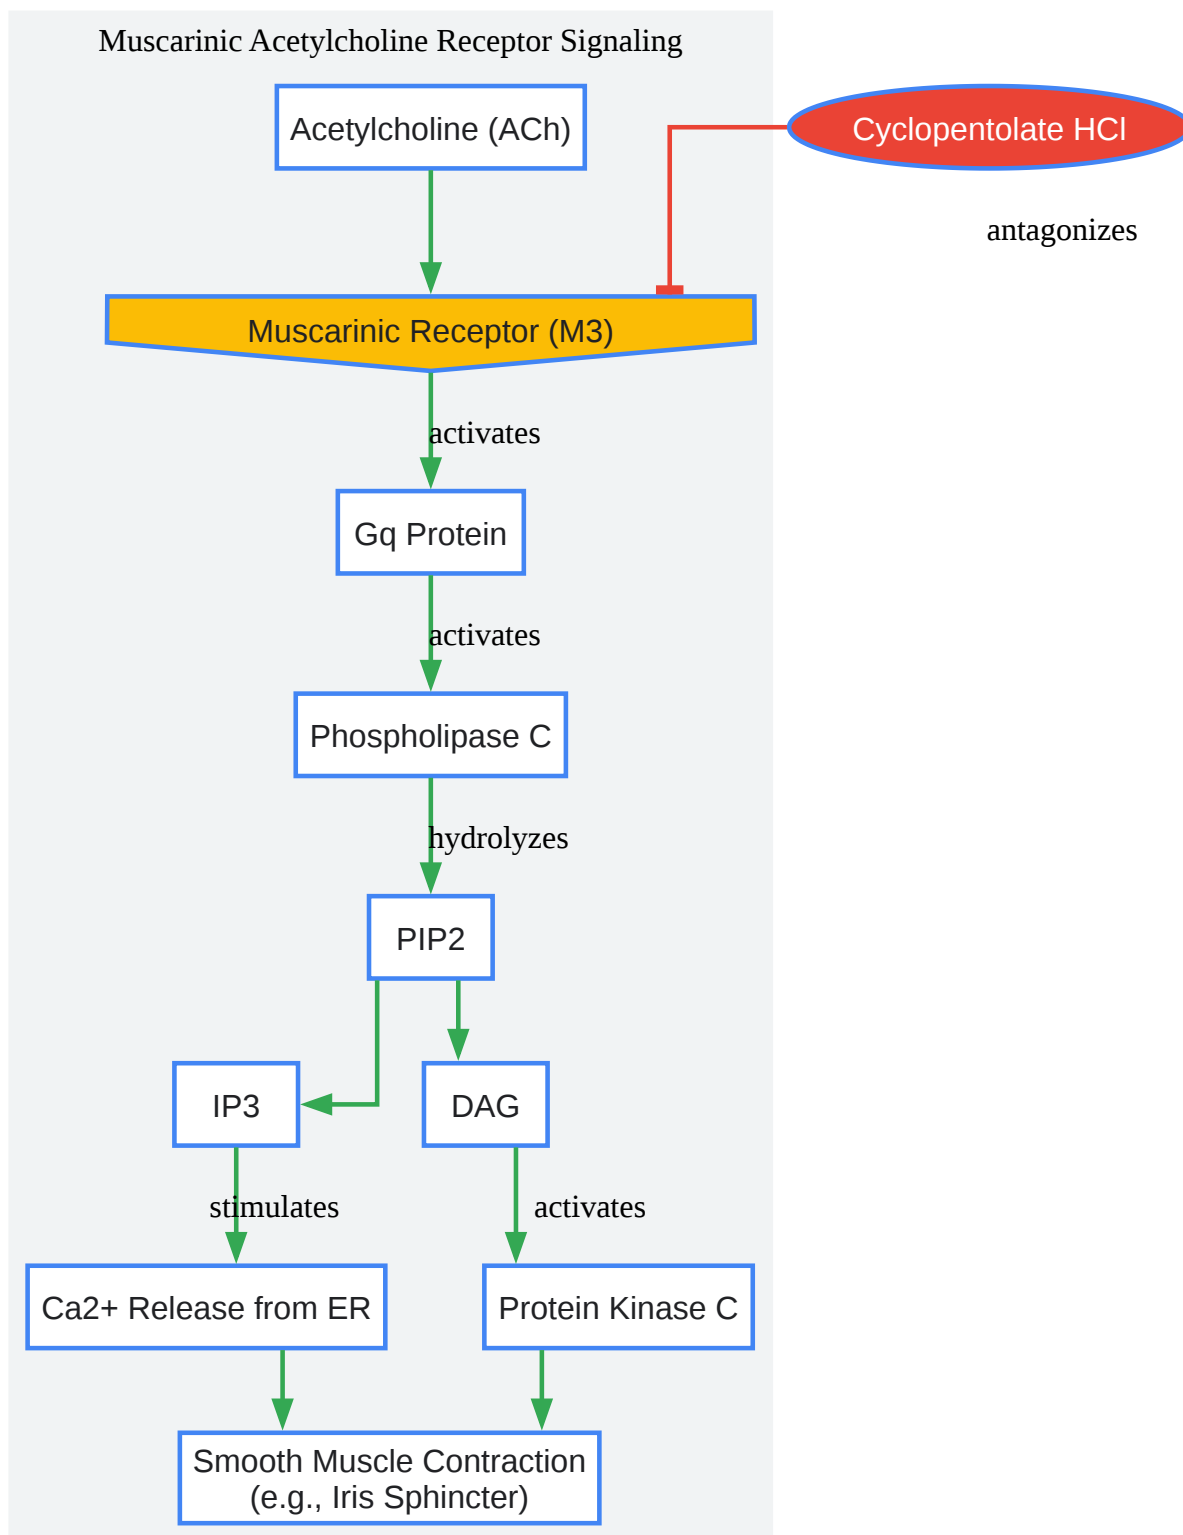 Muscarinic Acetylcholine Receptor Signaling
Acetylcholine (ACh)
Cyclopentolate HCl
antagonizes
Muscarinic Receptor (M3)
activates
Gq Protein
activates
Phospholipase C
hydrolyzes
PIP2
IP3
DAG
stimulates
activates
Ca2+ Release from ER
Protein Kinase C
Smooth Muscle Contraction
(e.g., Iris Sphincter)